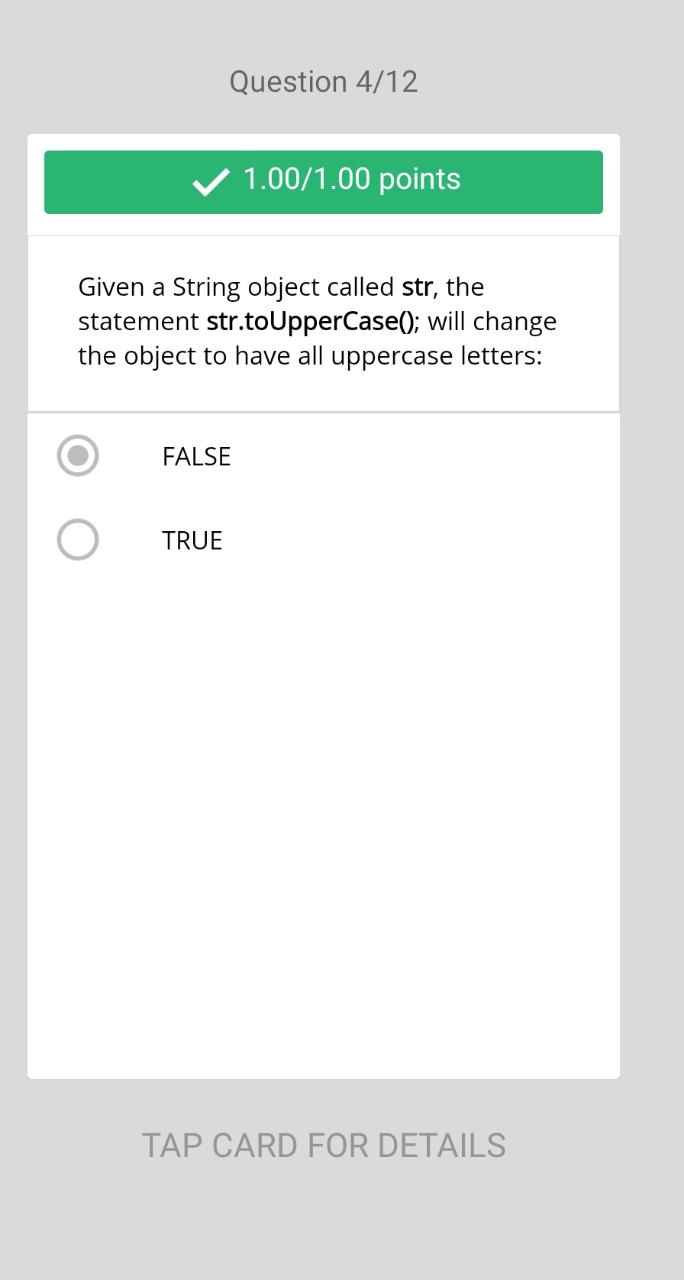 Question 4/12
1.00/1.00 points
Given a String object called str, the
statement str.toUpperCase(); will change
the object to have all uppercase letters:
FALSE
TRUE
TAP CARD FOR DETAILS